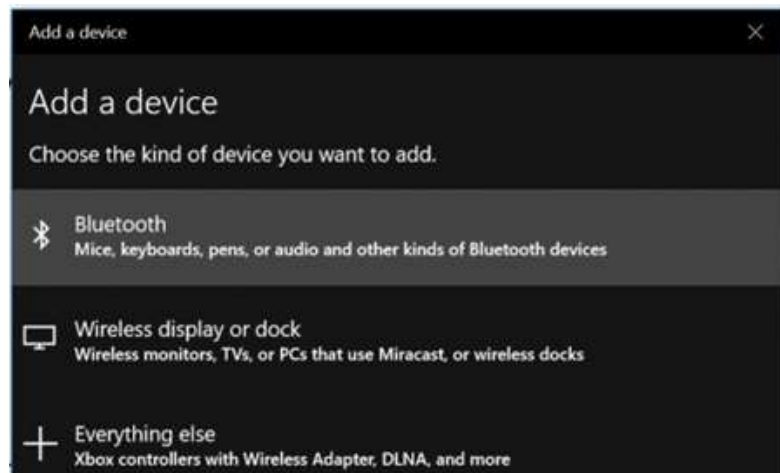 Add a device
Add a device
Choose the kind of device you want to add.
Bluetooth
Mice, keyboards, pens, or audio and other kinds of Bluetooth devices
Wireless display or dock
Wireless monitors, TVs, or PCs that use Miracast, or wireless docks
Everything else
Xbox controllers with Wireless Adapter, DLNA, and more